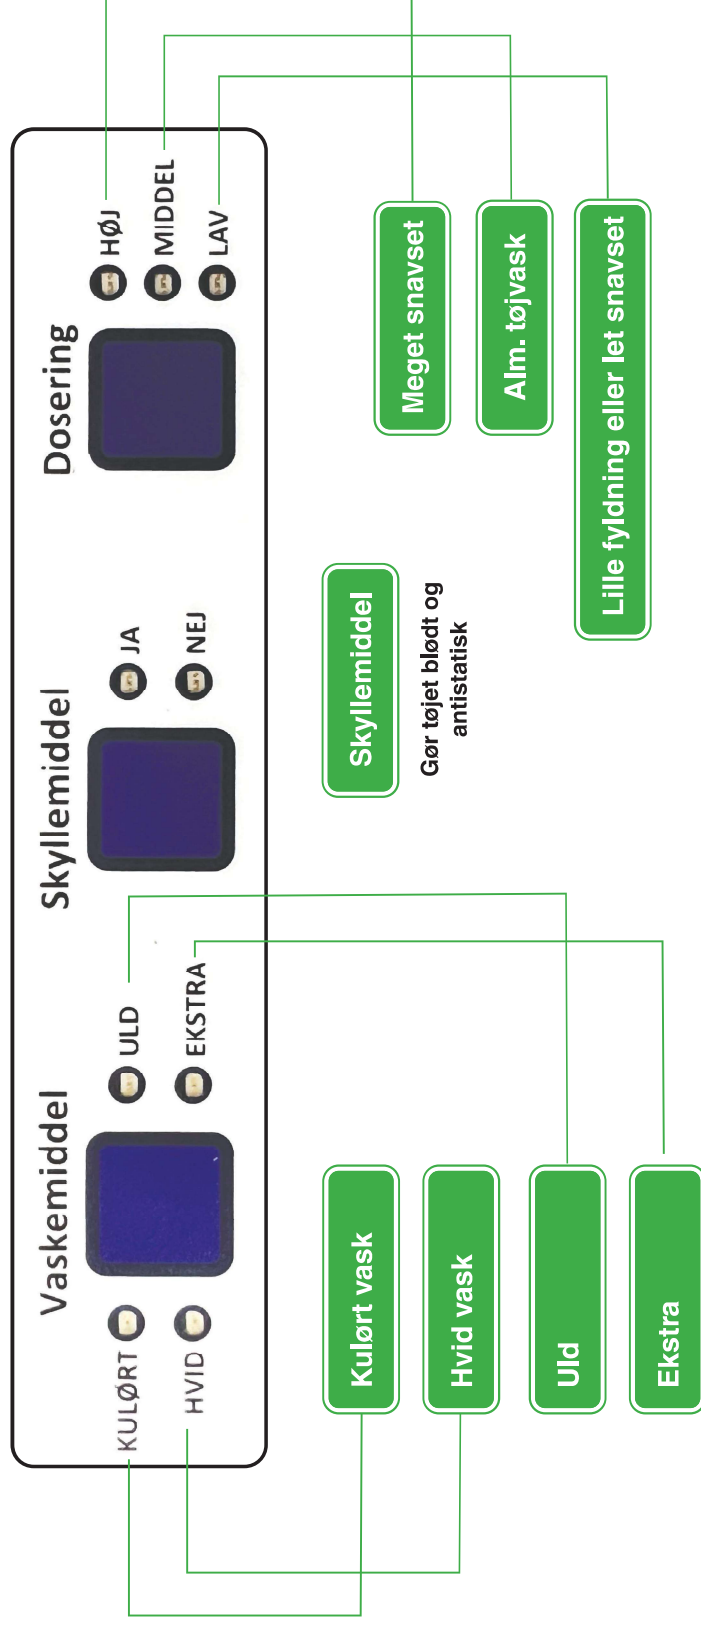 Vaskemiddel
KULØRT
HVID
ULD
EKSTRA
Skyllemiddel
JA
NEJ
Dosering
HØJ
MIDDEL
LAV
Kulørt vask
Hvid vask
Uld
Ekstra
Skyllemiddel
Gør tøjet blødt og
antistatisk
Meget snavset
Alm. tøjvask
Lille fyldning eller let snavset